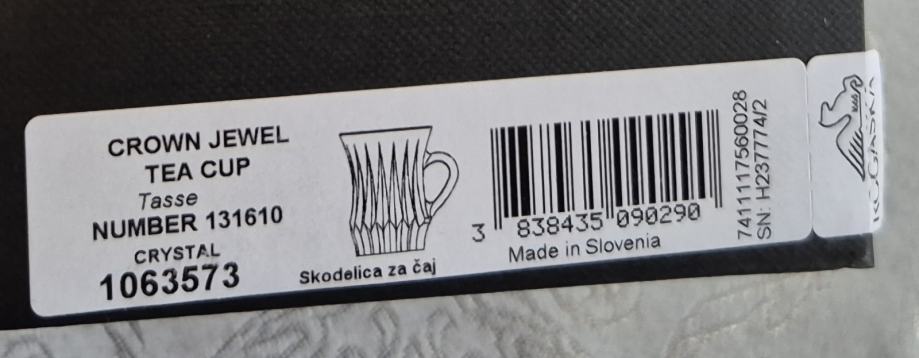 CROWN JEWEL
TEA CUP
Tasse
NUMBER 131610
CRYSTAL
1063573
Skodelica za čaj
3 838435 090290
Made in Slovenia
7411117560028
SN: H237774/2
ROGAŠKA